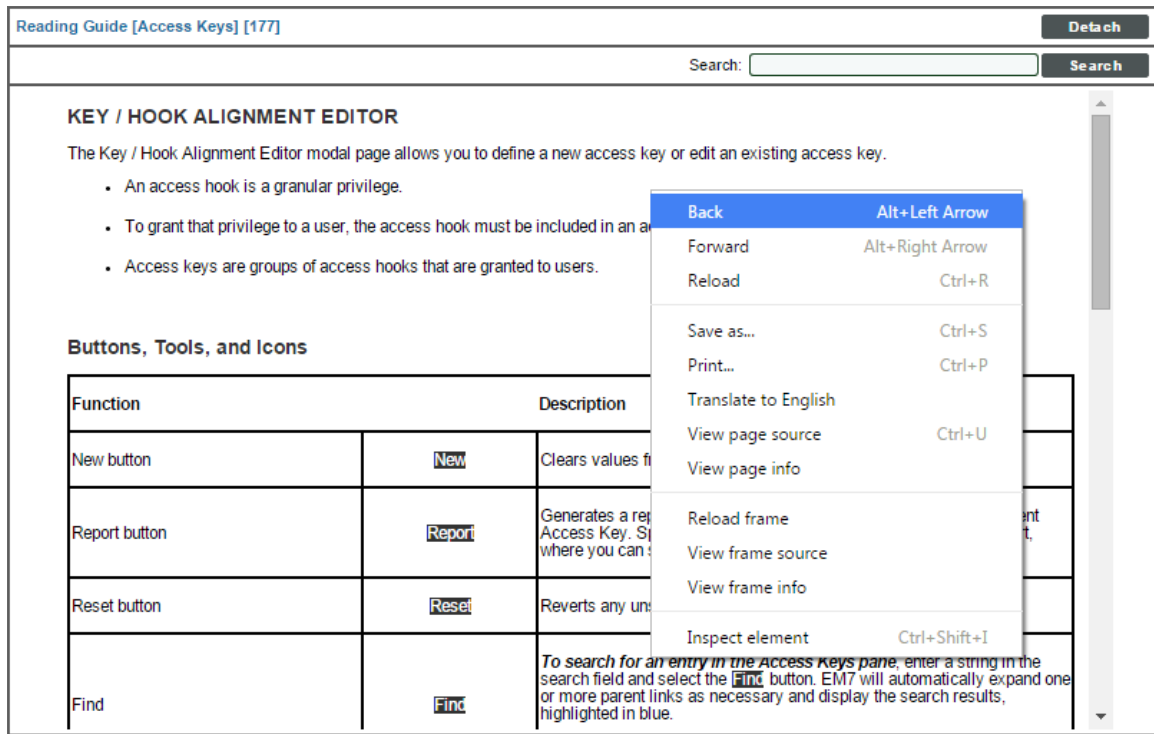 Reading Guide [Access Keys] [177]
Detach
Search:
Search
KEY / HOOK ALIGNMENT EDITOR
The Key / Hook Alignment Editor modal page allows you to define a new access key or edit an existing access key.
• An access hook is a granular privilege.
• To grant that privilege to a user, the access hook must be included in an
• Access keys are groups of access hooks that are granted to users.
Back Alt+Left Arrow
Forward Alt+Right Arrow
Reload Ctrl+R
Save as... Ctrl+S
Print... Ctrl+P
Translate to English
View page source Ctrl+U
View page info
Reload frame
View frame source
View frame info
Inspect element Ctrl+Shift+I
Buttons, Tools, and Icons
Function Description
New button New Clears values
Report button Report Generates a
Access Key.
where you can
Reset button Reset Reverts any
Find Find To search for an entry in the Access Keys pane, enter a string in the
search field and select the Find button. EM7 will automatically expand one
or more parent links as necessary and display the search results,
highlighted in blue.